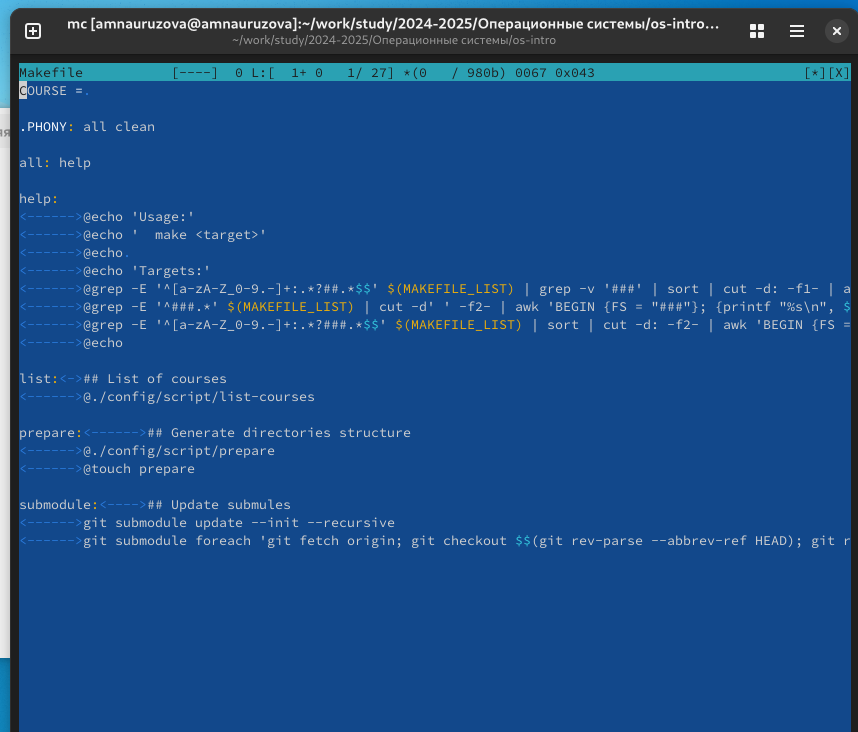 mc [amnauruzova@amnauruzova]:~/work/study/2024-2025/Операционные системы/os-intro…
~/work/study/2024-2025/Операционные системы/os-intro
Makefile [----] 0 L:[ 1+ 0 1/ 27] *(0 / 980b) 0067 0x043 [*][X]
COURSE =.
.PHONY: all clean
all: help
help:
<------>@echo 'Usage:'
<------>@echo '  make <target>'
<------>@echo.
<------>@echo 'Targets:'
<------>@grep -E '^[a-zA-Z_0-9.-]+:.*?##.*$$' $(MAKEFILE_LIST) | grep -v '###' | sort | cut -d: -f1- | a
<------>@grep -E '^###.*' $(MAKEFILE_LIST) | cut -d' ' -f2- | awk 'BEGIN {FS = "###"}; {printf "%s\n", $
<------>@grep -E '^[a-zA-Z_0-9.-]+:.*?###.*$$' $(MAKEFILE_LIST) | sort | cut -d: -f2- | awk 'BEGIN {FS =
<------>@echo
list:<->## List of courses
<------>@./config/script/list-courses
prepare:<------>## Generate directories structure
<------>@./config/script/prepare
<------>@touch prepare
submodule:<---->## Update submules
<------>git submodule update --init --recursive
<------>git submodule foreach 'git fetch origin; git checkout $$(git rev-parse --abbrev-ref HEAD); git r